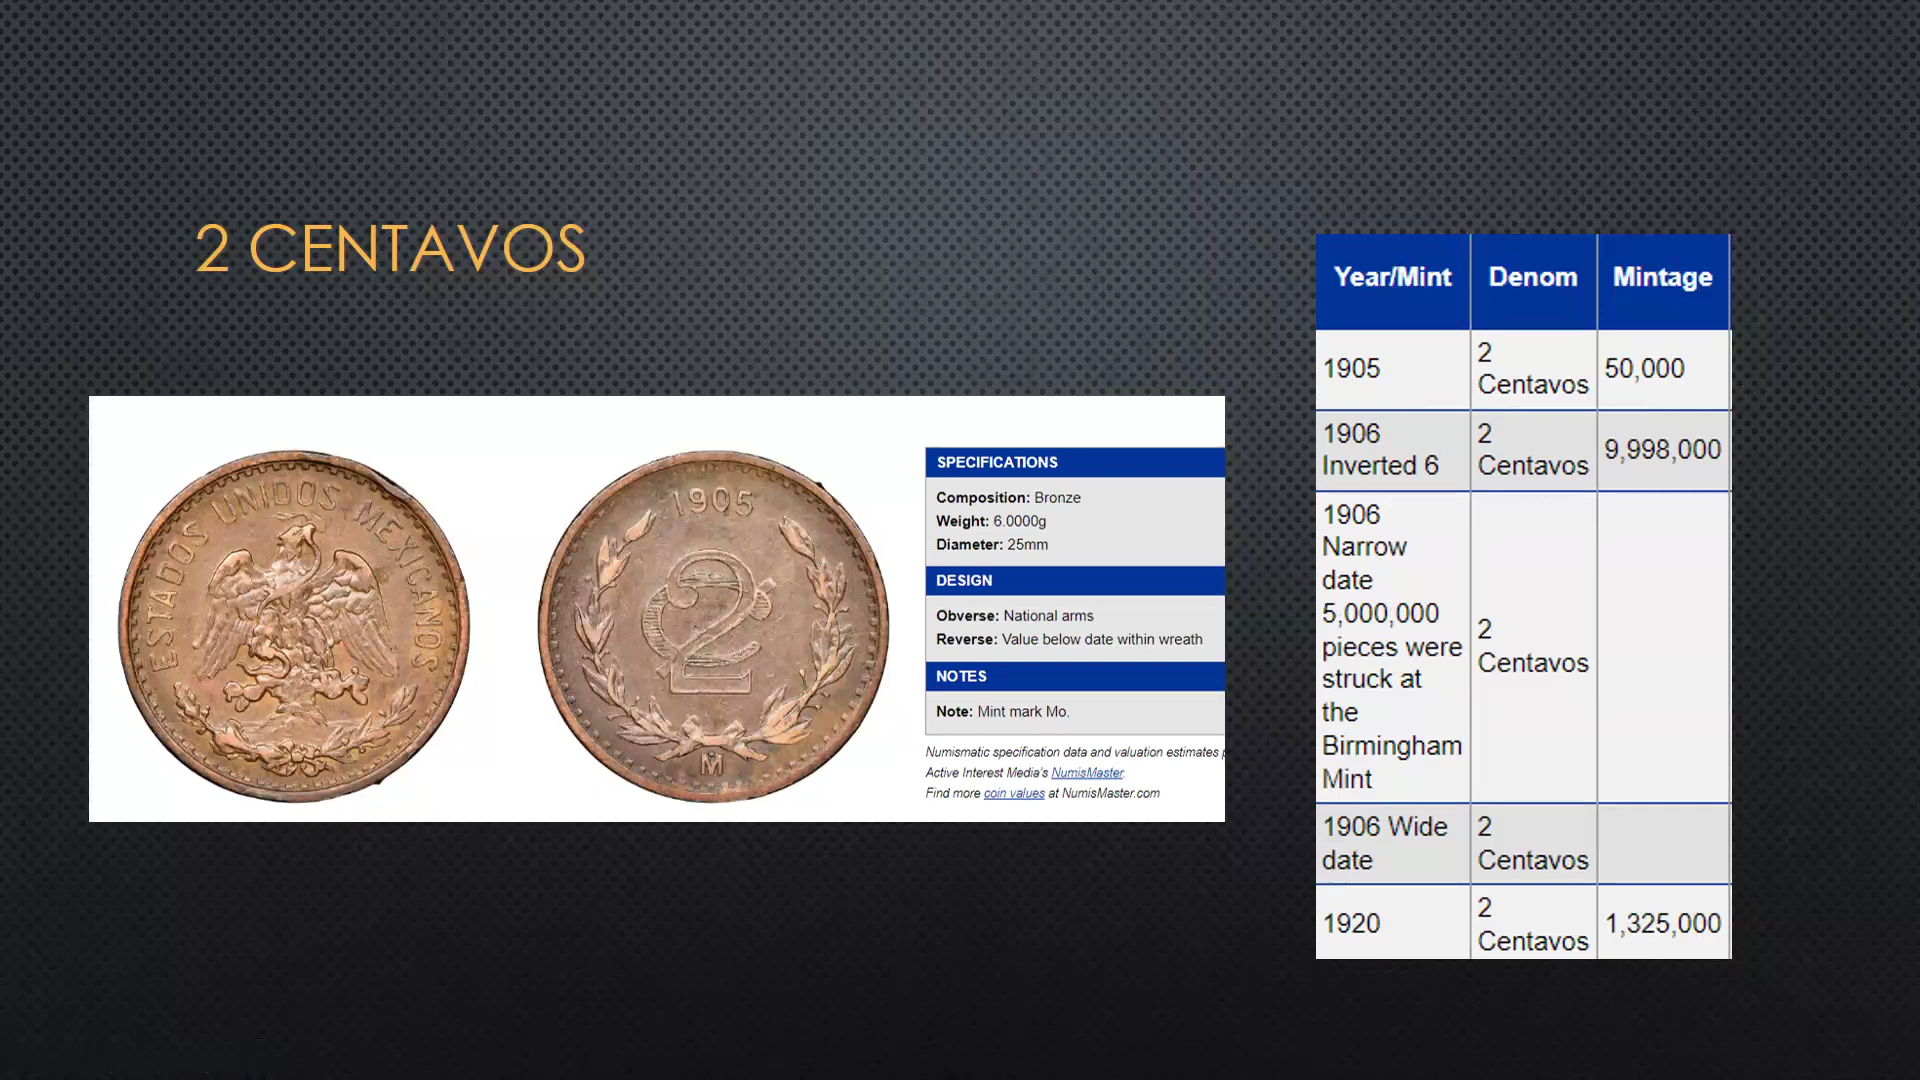 2 CENTAVOS
ESTADOS UNIDOS MEXICANOS
1905
2
M
SPECIFICATIONS
Composition: Bronze
Weight: 6.0000g
Diameter: 25mm
DESIGN
Obverse: National arms
Reverse: Value below date within wreath
NOTES
Note: Mint mark Mo.
Numismatic specification data and valuation estimates
Active Interest Media's NumisMaster.
Find more coin values at NumisMaster.com
Year/Mint Denom Mintage
1905 2 Centavos 50,000
1906
Inverted 6 2 Centavos 9,998,000
1906
Narrow
date
5,000,000
pieces were
struck at
the
Birmingham
Mint
2
Centavos
1906 Wide
date
2
Centavos
1920 2 Centavos 1,325,000